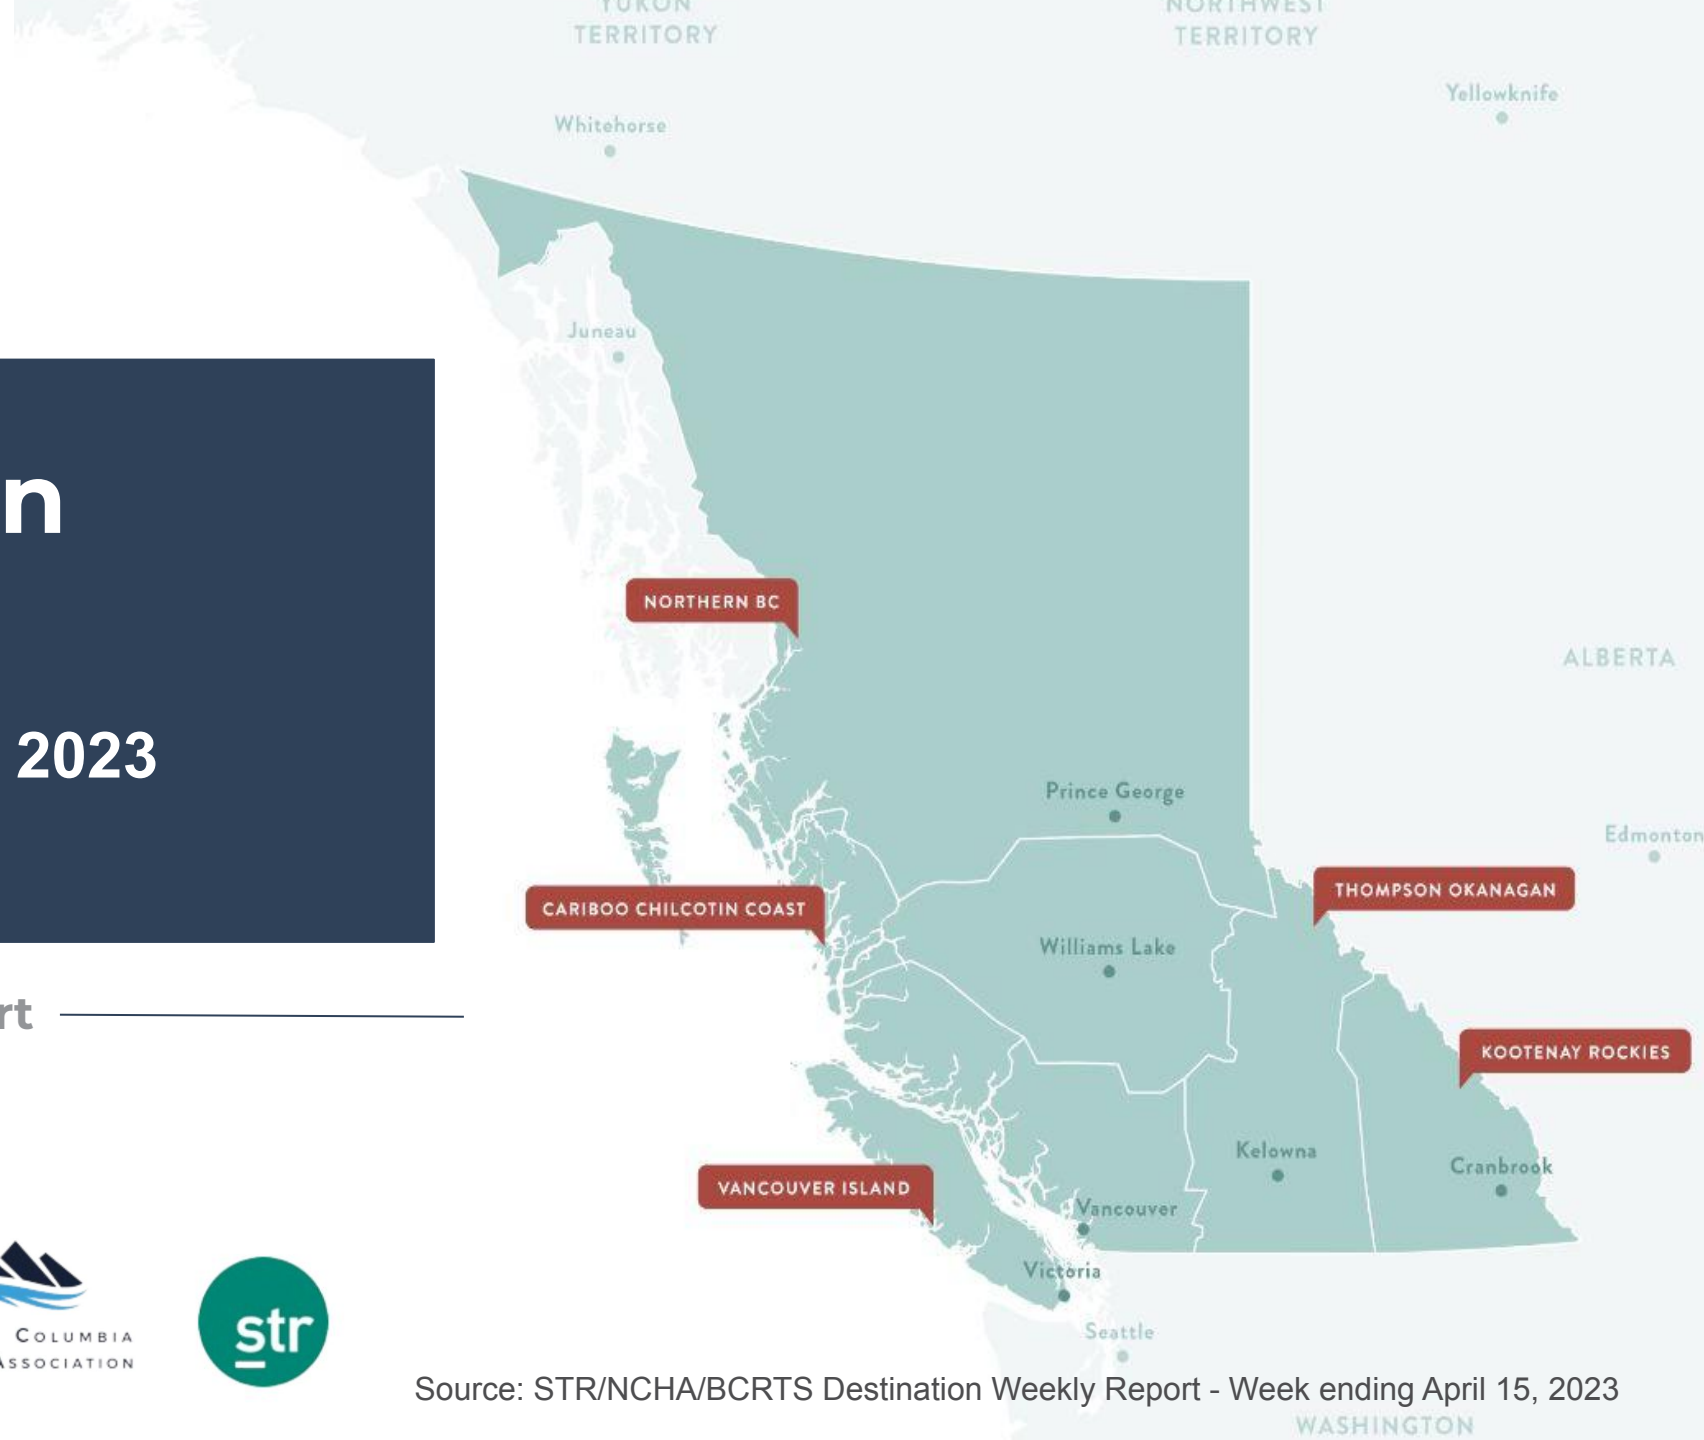 YUKON
TERRITORY
NORTHWEST
TERRITORY
Yellowknife
Whitehorse
Juneau
n
NORTHERN BC
ALBERTA
2023
Prince George
Edmonton
THOMPSON OKANAGAN
CARIBOO CHILCOTIN COAST
Williams Lake
rt
KOOTENAY ROCKIES
Kelowna
Cranbrook
VANCOUVER ISLAND
Vancouver
Victoria
COLUMBIA
ASSOCIATION
str
Seattle
Source: STR/NCHA/BCRTS Destination Weekly Report - Week ending April 15, 2023
WASHINGTON